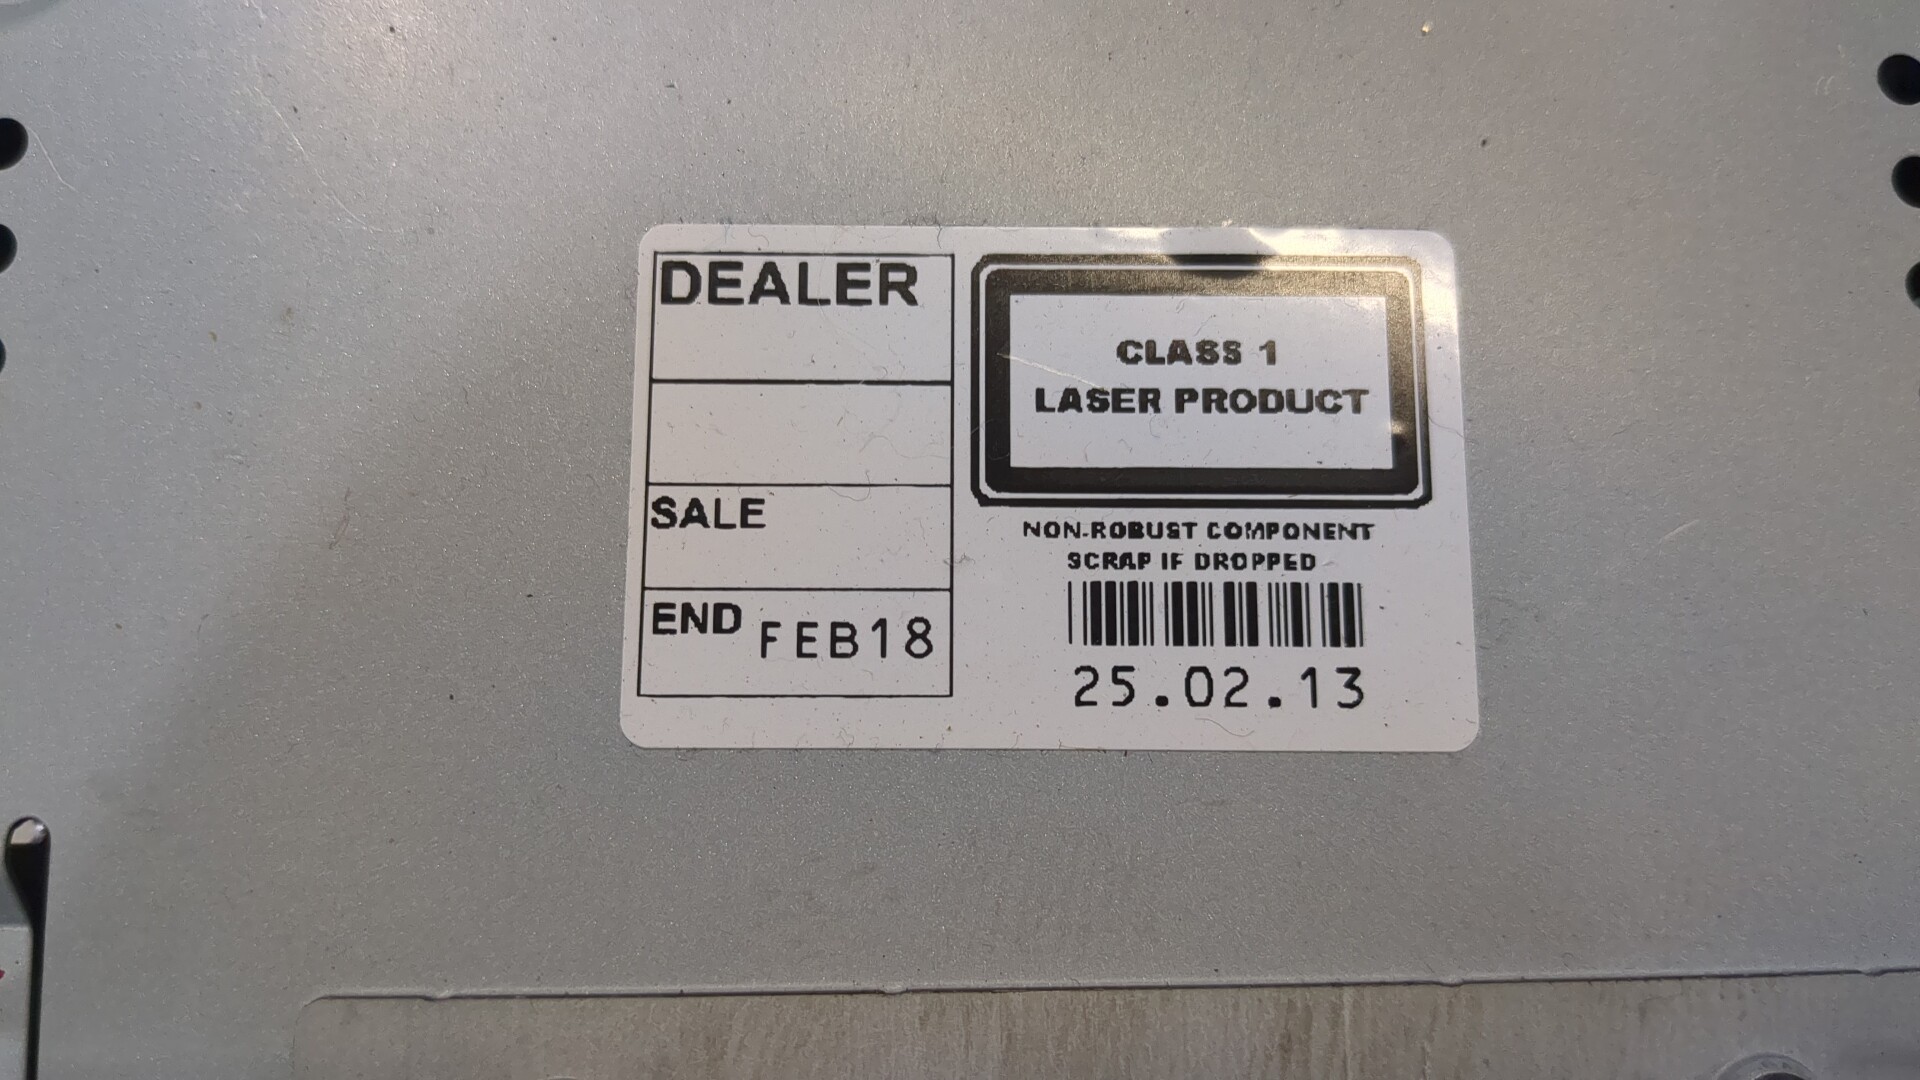 DEALER
SALE
END FEB18
CLASS 1
LASER PRODUCT
NON-ROBUST COMPONENT
SCRAP IF DROPPED
25.02.13